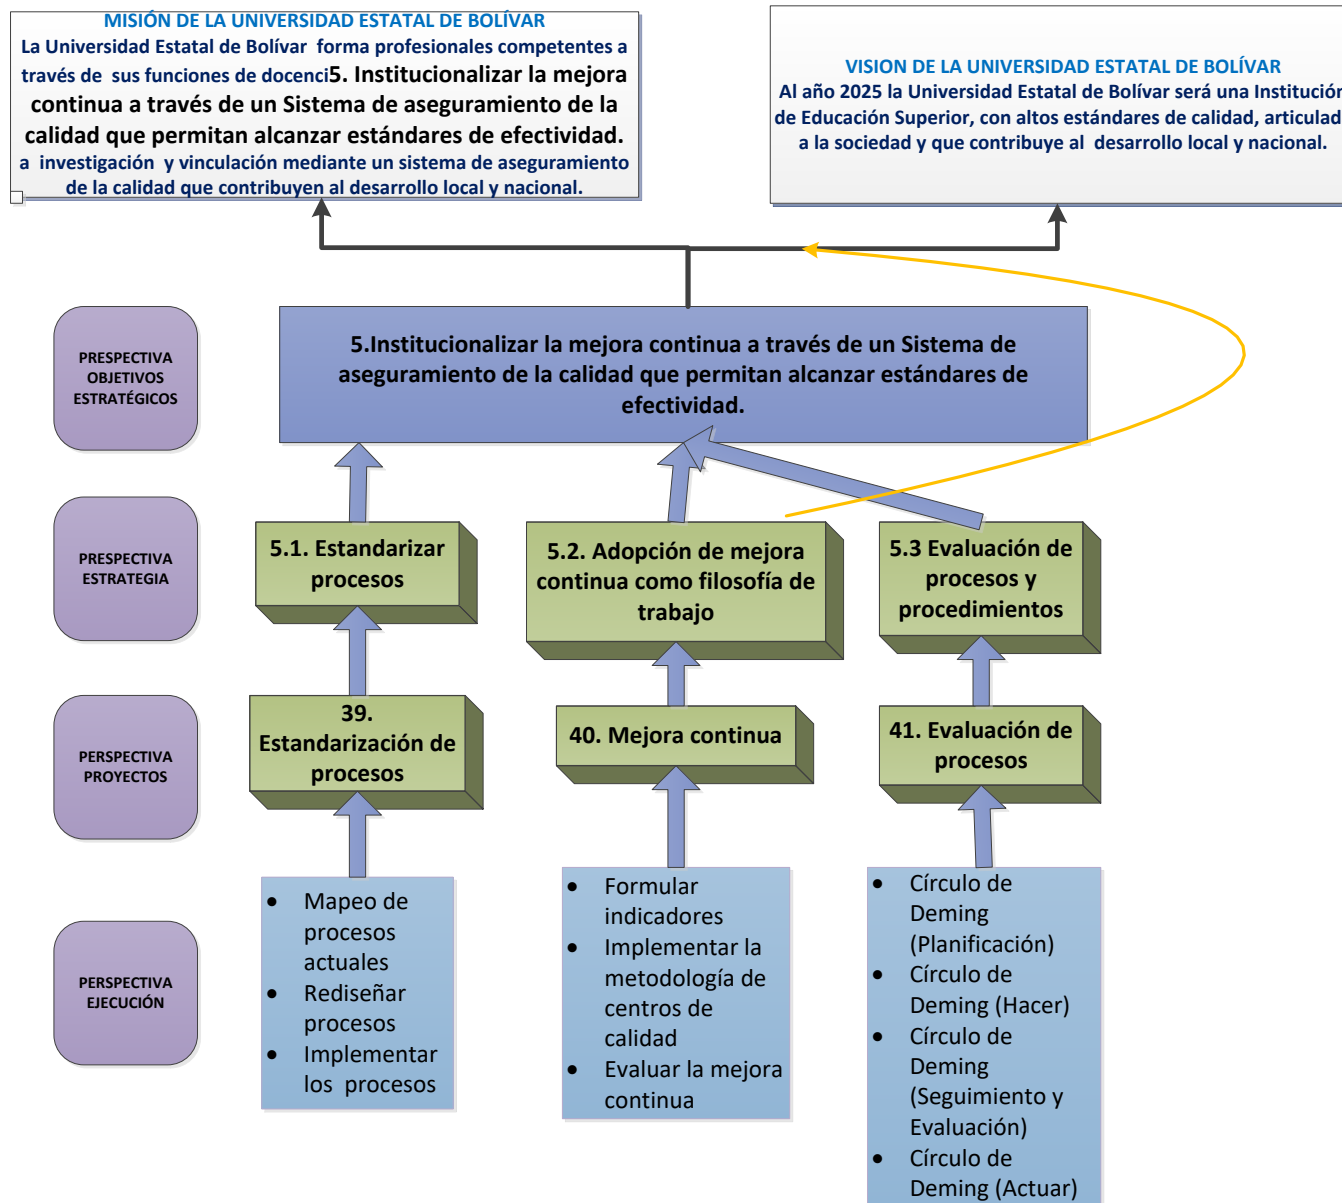 MISIÓN DE LA UNIVERSIDAD ESTATAL DE BOLÍVAR
La Universidad Estatal de Bolívar forma profesionales competentes a
través de sus funciones de docenci5. Institucionalizar la mejora
continua a través de un Sistema de aseguramiento de la
calidad que permitan alcanzar estándares de efectividad.
a investigación y vinculación mediante un sistema de aseguramiento
de la calidad que contribuyen al desarrollo local y nacional.
VISION DE LA UNIVERSIDAD ESTATAL DE BOLÍVAR
Al año 2025 la Universidad Estatal de Bolívar será una Institución
de Educación Superior, con altos estándares de calidad, articulad
a la sociedad y que contribuye al desarrollo local y nacional.
PRESPECTIVA
OBJETIVOS
ESTRATÉGICOS
5.Institucionalizar la mejora continua a través de un Sistema de
aseguramiento de la calidad que permitan alcanzar estándares de
efectividad.
PRESPECTIVA
ESTRATEGIA
5.1. Estandarizar
procesos
5.2. Adopción de mejora
continua como filosofía de
trabajo
5.3 Evaluación de
procesos y
procedimientos
PERSPECTIVA
PROYECTOS
39.
Estandarización de
procesos
40. Mejora continua
41. Evaluación de
procesos
PERSPECTIVA
EJECUCIÓN
• Mapeo de
procesos
actuales
• Rediseñar
procesos
• Implementar
los procesos
• Formular
indicadores
• Implementar la
metodología de
centros de
calidad
• Evaluar la mejora
continua
• Círculo de
Deming
(Planificación)
• Círculo de
Deming (Hacer)
• Círculo de
Deming
(Seguimiento y
Evaluación)
• Círculo de
Deming (Actuar)